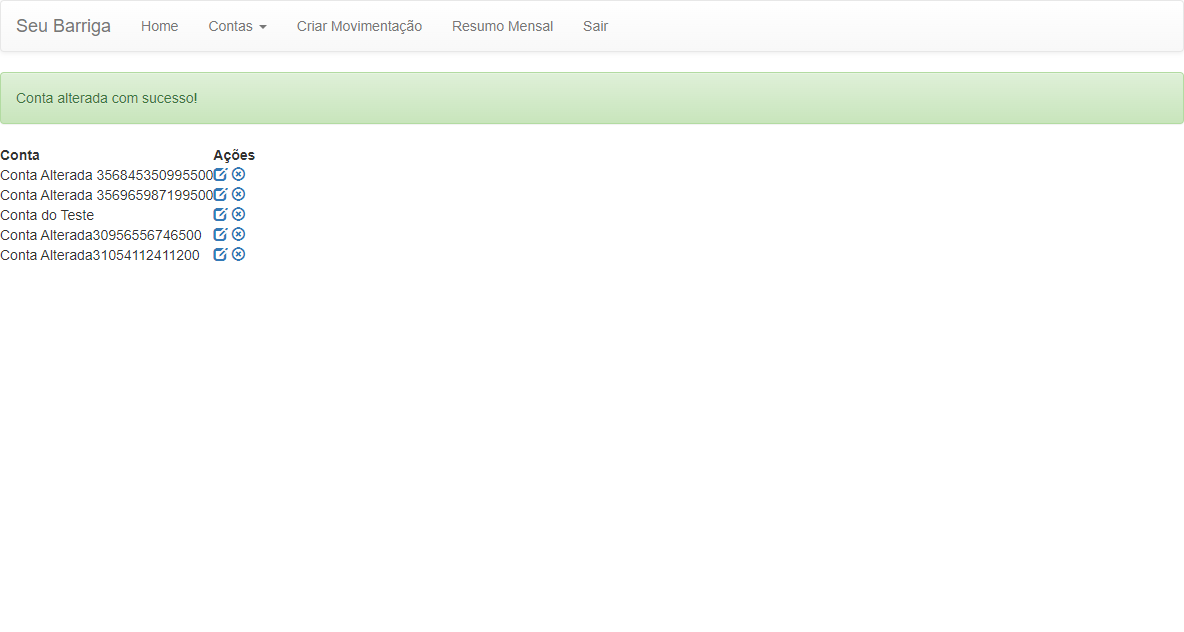 Seu Barriga Home Contas Criar Movimentação Resumo Mensal Sair
Conta alterada com sucesso!
Conta Ações
Conta Alterada 356845350995500
Conta Alterada 356965987199500
Conta do Teste
Conta Alterada30956556746500
Conta Alterada31054112411200